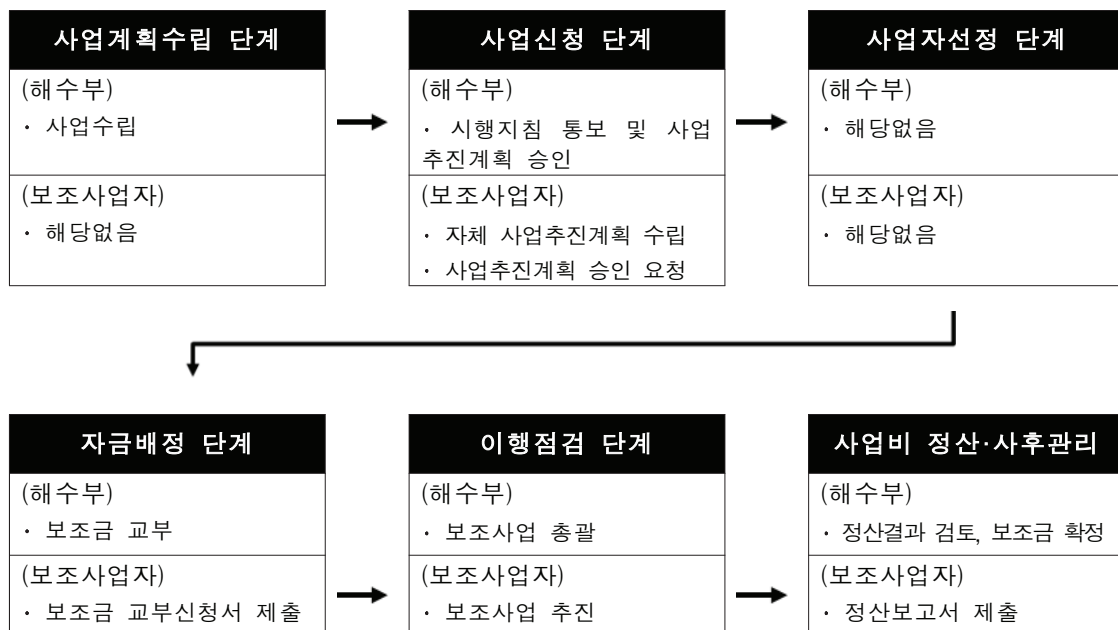 사업계획수립 단계
(해수부)
· 사업수립
(보조사업자)
· 해당없음
사업신청 단계
(해수부)
· 시행지침 통보 및 사업
추진계획 승인
(보조사업자)
· 자체 사업추진계획 수립
· 사업추진계획 승인 요청
사업자선정 단계
(해수부)
· 해당없음
(보조사업자)
· 해당없음
자금배정 단계
(해수부)
· 보조금 교부
(보조사업자)
· 보조금 교부신청서 제출
이행점검 단계
(해수부)
· 보조사업 총괄
(보조사업자)
· 보조사업 추진
사업비 정산·사후관리
(해수부)
· 정산결과 검토, 보조금 확정
(보조사업자)
· 정산보고서 제출